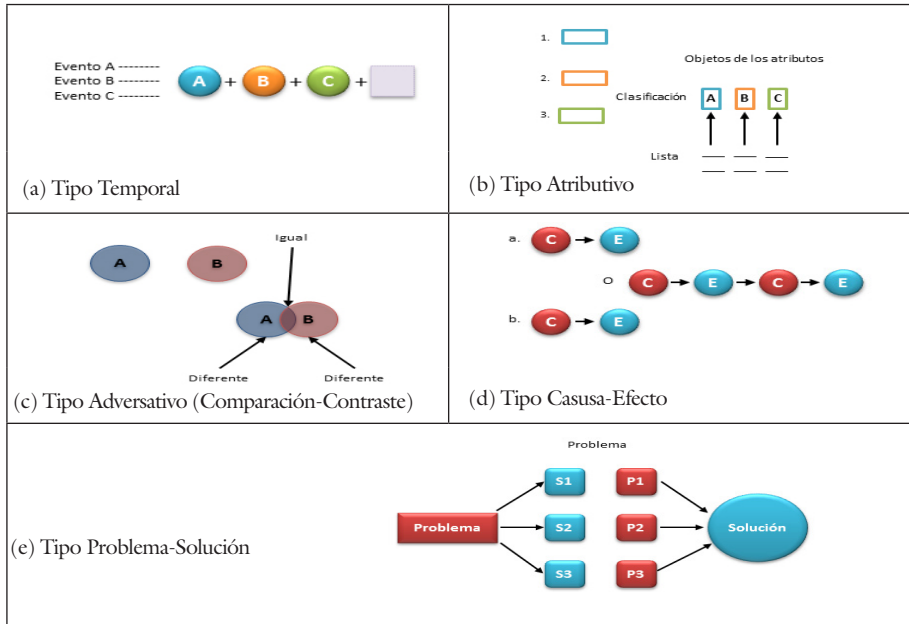 Evento A --------
Evento B --------
Evento C --------
A + B + C +
(a) Tipo Temporal
1.
2.
3.
Objetos de los atributos
Clasificación
A B C
Lista
(b) Tipo Atributivo
Igual
A B
A B
Diferente Diferente
(c) Tipo Adversativo (Comparación-Contraste)
a. C E
O C E C E
b. C E
(d) Tipo Casusa-Efecto
Problema
S1 P1
Problema S2 P2 Solución
S3 P3
(e) Tipo Problema-Solución